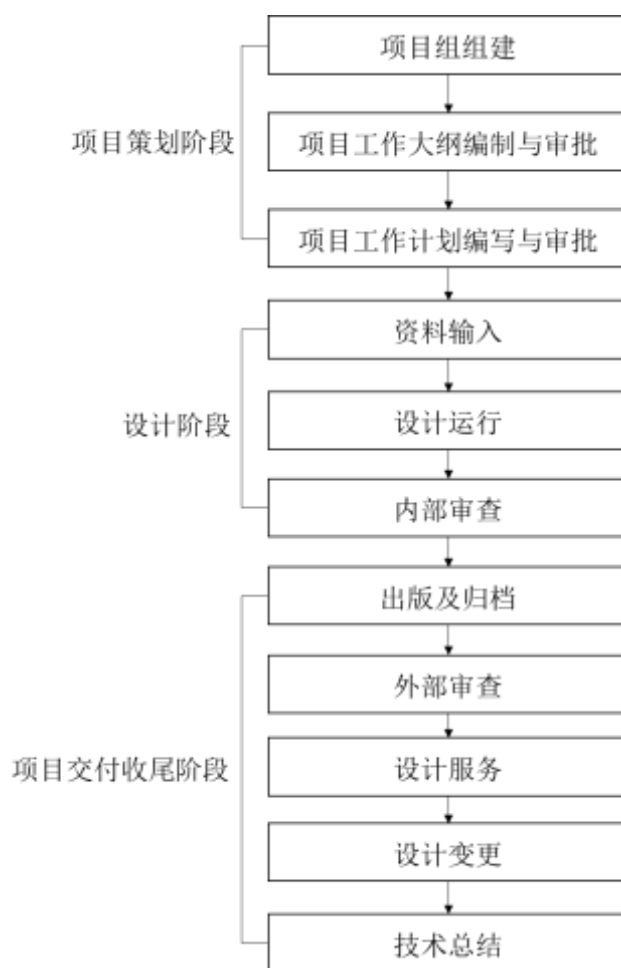 项目组组建
项目策划阶段
项目工作大纲编制与审批
项目工作计划编写与审批
资料输入
设计阶段
设计运行
内部审查
出版及归档
外部审查
项目交付收尾阶段
设计服务
设计变更
技术总结